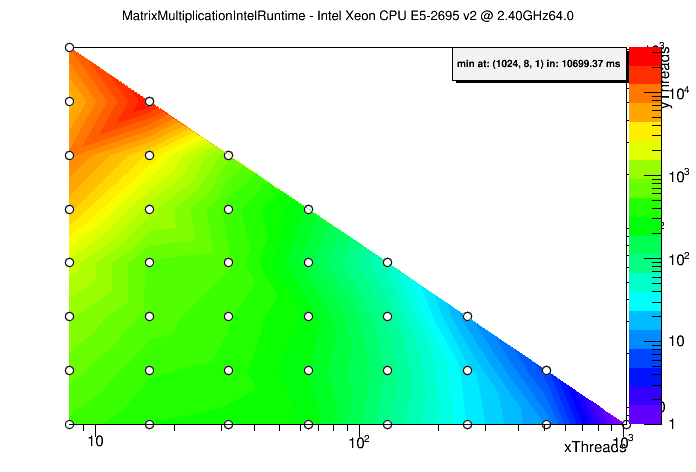 MatrixMultiplicationIntelRuntime - Intel Xeon CPU E5-2695 v2 @ 2.40GHz64.0
min at: (1024, 8, 1) in: 10699.37 ms
yThreads
10³
10⁴
10³
10²
10
1
10
10²
10³
xThreads